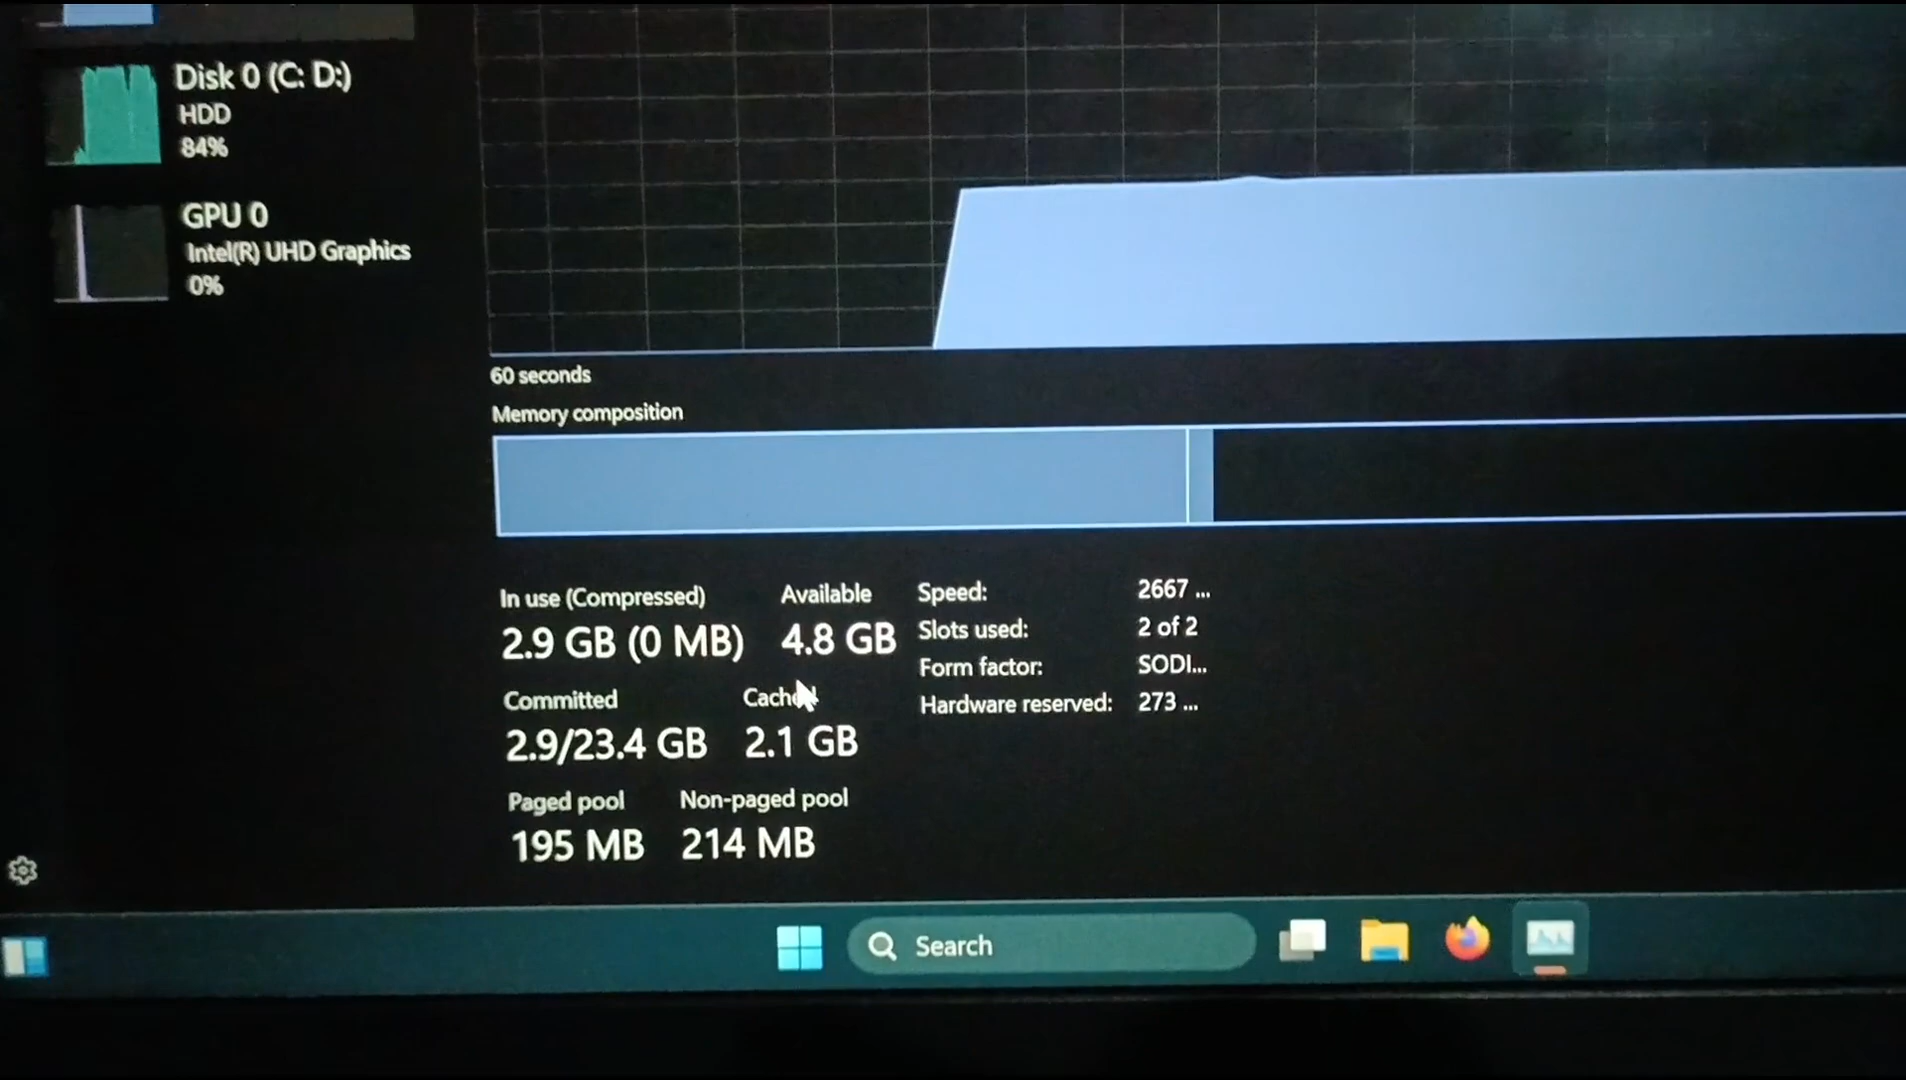 Disk 0 (C: D:)
HDD
84%
GPU 0
Intel(R) UHD Graphics
0%
60 seconds
Memory composition
In use (Compressed)
2.9 GB (0 MB)
Available
4.8 GB
Committed
2.9/23.4 GB
Cached
2.1 GB
Paged pool
195 MB
Non-paged pool
214 MB
Speed: 2667 ...
Slots used: 2 of 2
Form factor: SODI...
Hardware reserved: 273 ...
Search